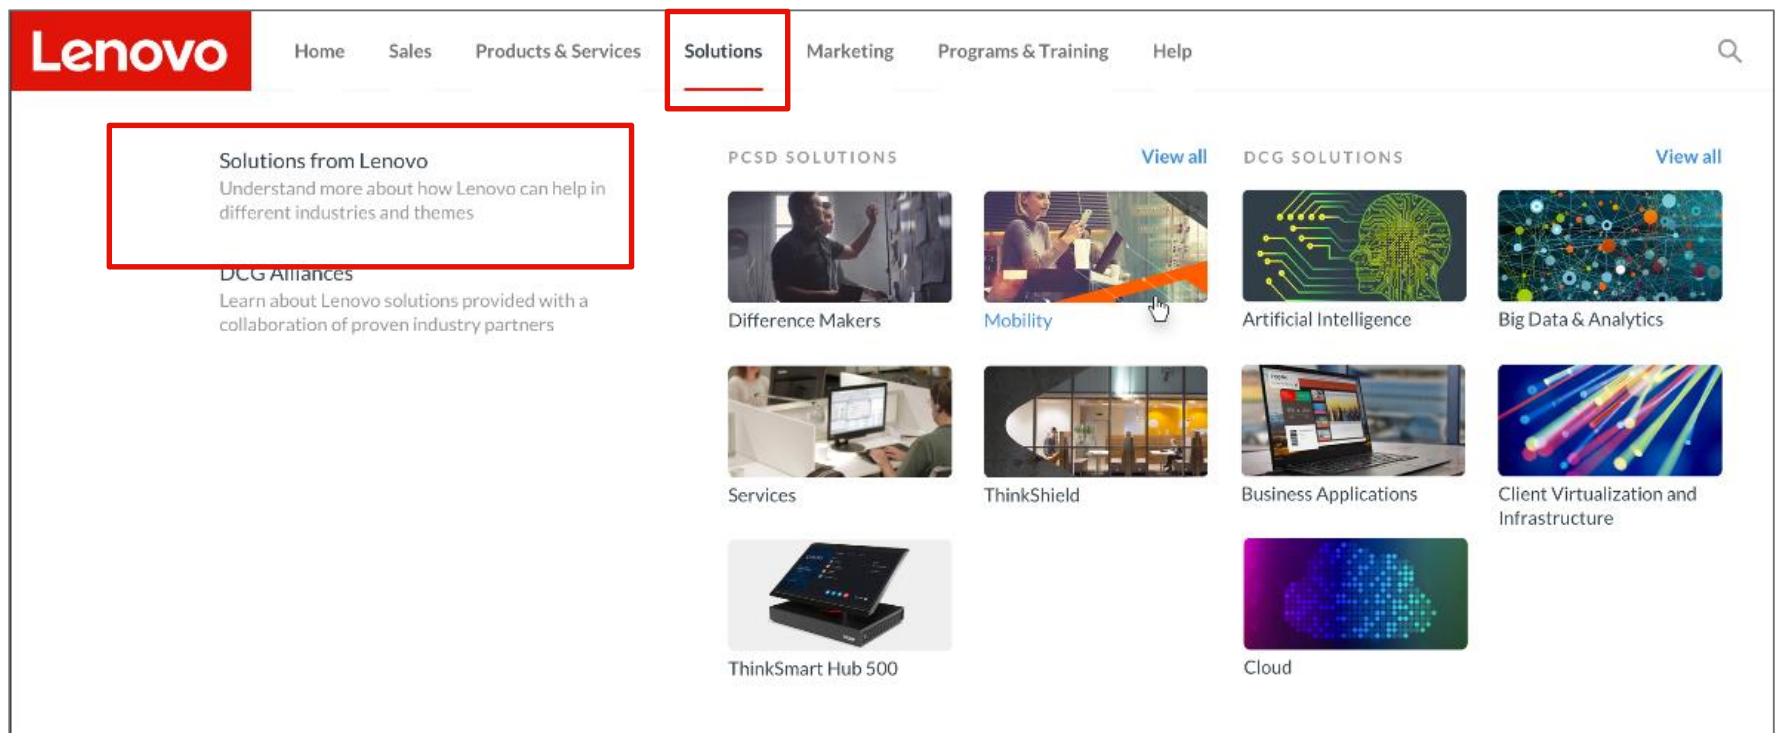 Lenovo
Home Sales Products & Services Solutions Marketing Programs & Training Help
Solutions from Lenovo
Understand more about how Lenovo can help in
different industries and themes
DCG Alliances
Learn about Lenovo solutions provided with a
collaboration of proven industry partners
PCSD SOLUTIONS View all
Difference Makers
Mobility
Services
ThinkShield
ThinkSmart Hub 500
DCG SOLUTIONS View all
Artificial Intelligence
Big Data & Analytics
Business Applications
Client Virtualization and
Infrastructure
Cloud